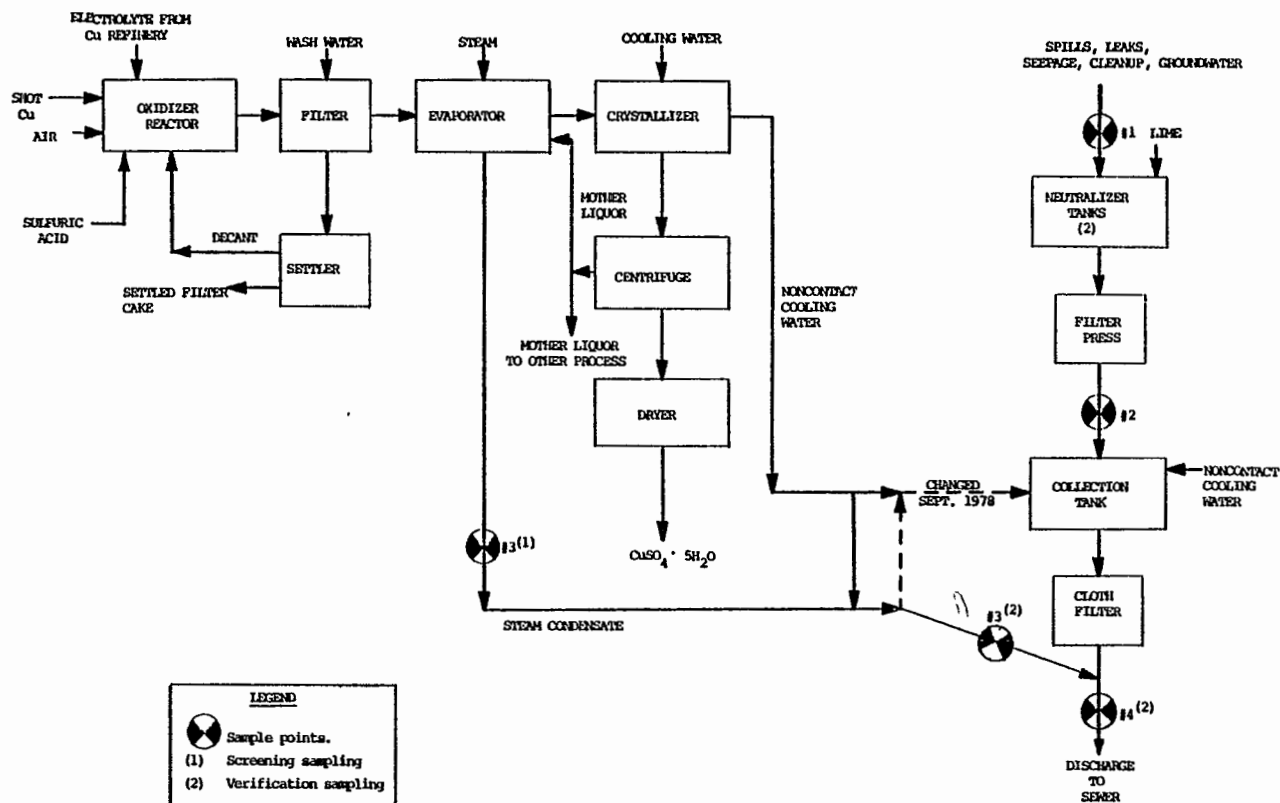 ELECTROLYTE FROM
Cu REFINERY
WASH WATER
STEAM
COOLING WATER
SPILLS, LEAKS,
SEEPAGE, CLEANUP, GROUNDWATER
SHOT
Cu
AIR
OXIDIZER
REACTOR
FILTER
EVAPORATOR
CRYSTALLIZER
#1
LIME
SULFURIC
ACID
DECANT
SETTLER
SETTLED FILTER
CAKE
MOTHER
LIQUOR
CENTRIFUGE
MOTHER LIQUOR
TO OTHER PROCESS
NONCONTACT
COOLING
WATER
NEUTRALIZER
TANKS
(2)
FILTER
PRESS
DRYER
#2
CHANGED
SEPT. 1978
COLLECTION
TANK
NONCONTACT
COOLING
WATER
#3(1)
CuSO4 · 5H2O
STEAM CONDENSATE
#3(2)
CLOTH
FILTER
#4(2)
DISCHARGE
TO
SEWER
LEGEND
Sample points.
(1) Screening sampling
(2) Verification sampling